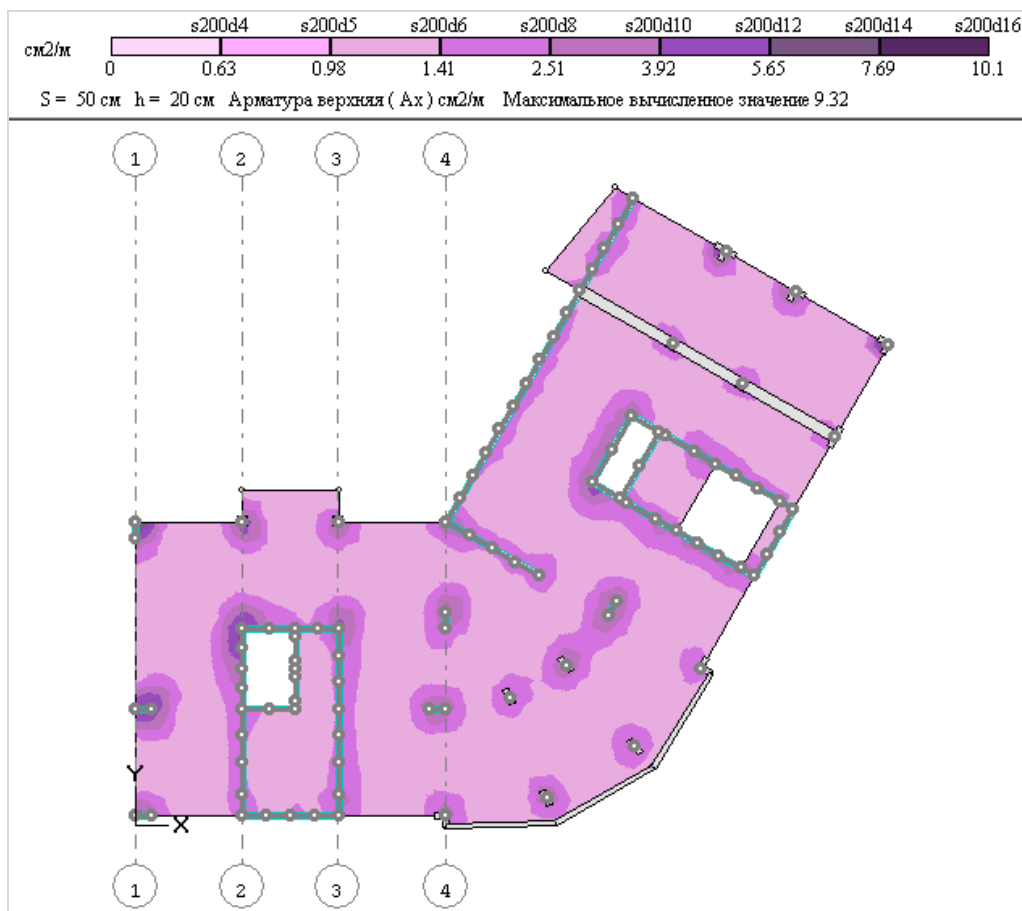 s200d4 s200d5 s200d6 s200d8 s200d10 s200d12 s200d14 s200d16
см2/м
0 0.63 0.98 1.41 2.51 3.92 5.65 7.69 10.1
S = 50 см h = 20 см Арматура верхняя ( Ax ) см2/м Максимальное вычисленное значение 9.32
1 2 3 4
Y
X
1 2 3 4